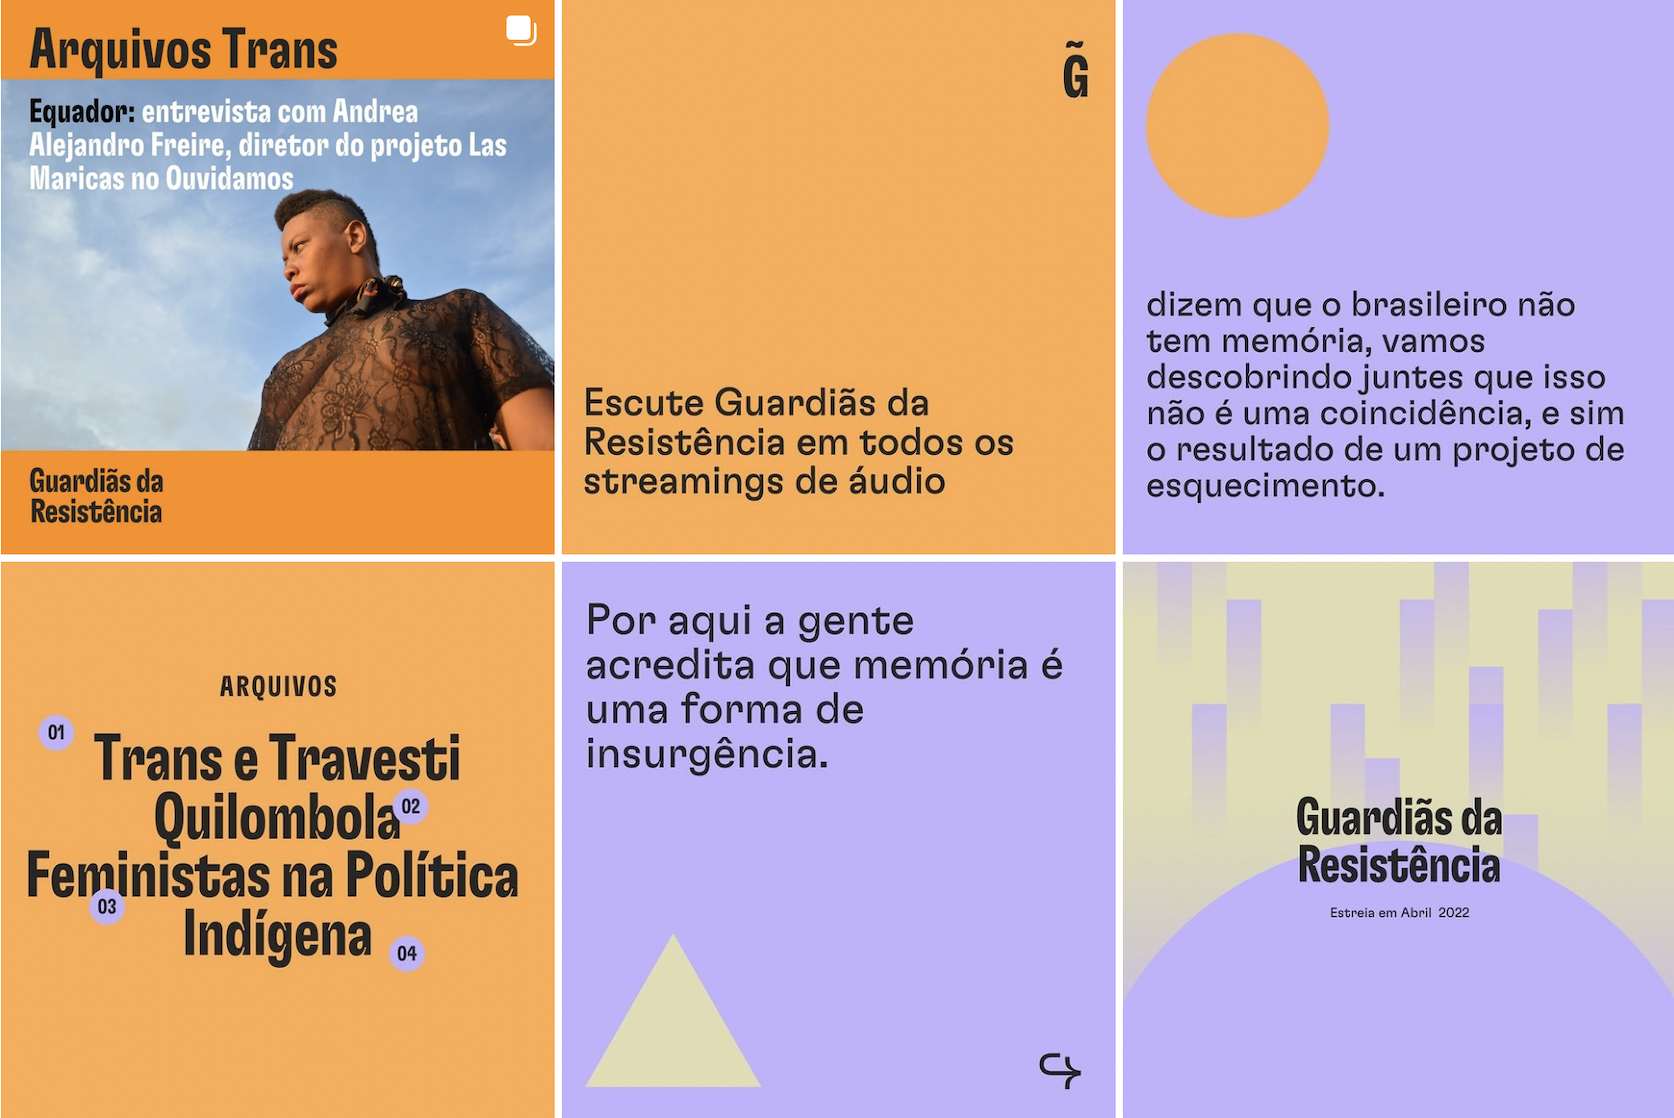 Arquivos Trans
Equador: entrevista com Andrea
Alejandro Freire, diretor do projeto Las
Maricas no Ouvidamos
Guardiãs da
Resistência
G̃
Escute Guardiãs da
Resistência em todos os
streamings de áudio
dizem que o brasileiro não
tem memória, vamos
descobrindo juntes que isso
não é uma coincidência, e sim
o resultado de um projeto de
esquecimento.
ARQUIVOS
01
Trans e Travesti
Quilombola 02
Feministas na Política
03
Indígena
04
Por aqui a gente
acredita que memória é
uma forma de
insurgência.
Guardiãs da
Resistência
Estreia em Abril 2022